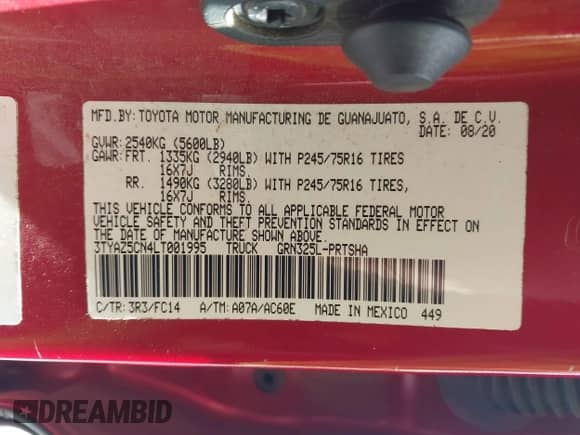 MFD.BY:TOYOTA MOTOR MANUFACTURING DE GUANAJUATO, S.A. DE C.V.
DATE: 08/20
GVWR:2540KG (5600LB)
GAWR:FRT. 1335KG (2940LB) WITH P245/75R16 TIRES
16X7J RIMS.
RR. 1490KG (3280LB) WITH P245/75R16 TIRES,
16X7J RIMS.
THIS VEHICLE CONFORMS TO ALL APPLICABLE FEDERAL MOTOR
VEHICLE SAFETY AND THEFT PREVENTION STANDARDS IN EFFECT ON
THE DATE OF MANUFACTURE SHOWN ABOVE.
3TYAZ5CN4LT001995 TRUCK GRN325L-PRTSHA
C/TR:3R3/FC14 A/TM:A07A/AC60E MADE IN MEXICO 449
DREAMBID